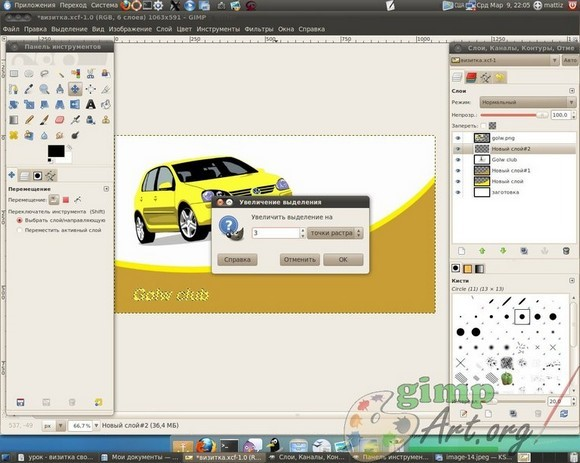 Приложения Переход Система
Срд Мар 9, 22:05
mattiz
*визитка.xcf-1.0 (RGB, 6 слоев) 1063x591 – GIMP
Файл Правка Выделение Вид Изображение Слой Цвет Инструменты Фильтры Окна Справка
Панель инструментов
Перемещение
Перемещение:
Переключатель инструмента (Shift)
Выбрать слой/направляющую
Переместить активный слой
Golw club
Увеличение выделения
Увеличить выделение на
3
точки растра
Справка
Отменить
ОК
Слои, Каналы, Контуры, Отме
визитка.xcf-1
Авто
Слои
Режим: Нормальный
Непрозр.: 100,0
Запереть:
golw.png
Новый слой#2
Golw club
Новый слой#1
Новый слой
заготовка
Кисти
Circle (11) (13 × 13)
20,0
537, -49
px
66,7%
Новый слой#2 (36,4 МБ)
gimp
Art.org!
урок - визитка сво...
Мои документы - ...
*визитка.xcf-1.0 (R...
Слои, Каналы, Кон...
Панель инструмент...
image-14.jpeg — KS...